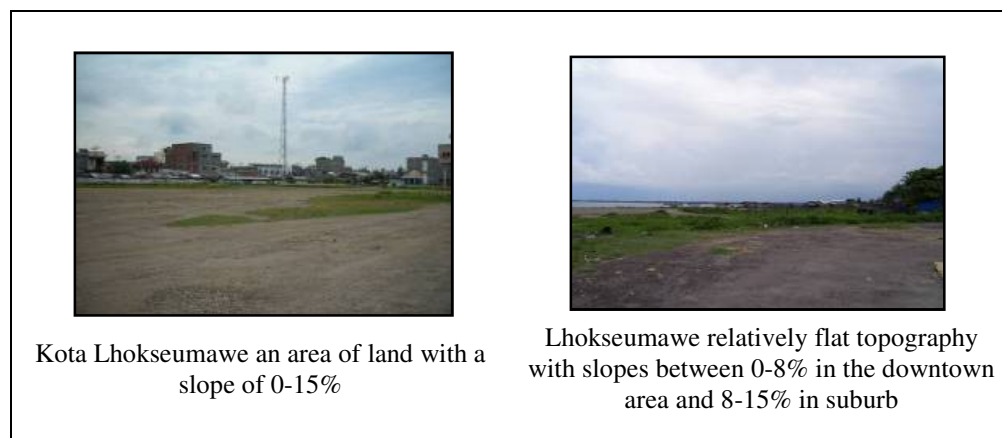 Kota Lhokseumawe an area of land with a
slope of 0-15%
Lhokseumawe relatively flat topography
with slopes between 0-8% in the downtown
area and 8-15% in suburb